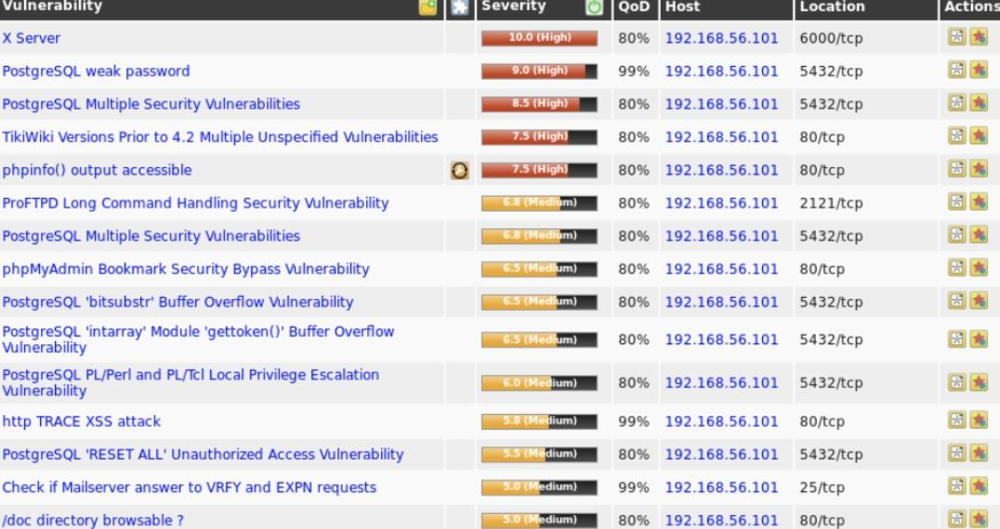 Vulnerability Severity QoD Host Location Actions
X Server 10.0 (High) 80% 192.168.56.101 6000/tcp
PostgreSQL weak password 9.0 (High) 99% 192.168.56.101 5432/tcp
PostgreSQL Multiple Security Vulnerabilities 8.5 (High) 80% 192.168.56.101 5432/tcp
TikiWiki Versions Prior to 4.2 Multiple Unspecified Vulnerabilities 7.5 (High) 80% 192.168.56.101 80/tcp
phpinfo() output accessible 7.5 (High) 80% 192.168.56.101 80/tcp
ProFTPD Long Command Handling Security Vulnerability 6.8 (Medium) 80% 192.168.56.101 2121/tcp
PostgreSQL Multiple Security Vulnerabilities 6.8 (Medium) 80% 192.168.56.101 5432/tcp
phpMyAdmin Bookmark Security Bypass Vulnerability 6.5 (Medium) 80% 192.168.56.101 80/tcp
PostgreSQL 'bitsubstr' Buffer Overflow Vulnerability 6.5 (Medium) 80% 192.168.56.101 5432/tcp
PostgreSQL 'intarray' Module 'gettoken()' Buffer Overflow
Vulnerability 6.5 (Medium) 80% 192.168.56.101 5432/tcp
PostgreSQL PL/Perl and PL/Tcl Local Privilege Escalation
Vulnerability 6.0 (Medium) 80% 192.168.56.101 5432/tcp
http TRACE XSS attack 5.8 (Medium) 99% 192.168.56.101 80/tcp
PostgreSQL 'RESET ALL' Unauthorized Access Vulnerability 5.5 (Medium) 80% 192.168.56.101 5432/tcp
Check if Mailserver answer to VRFY and EXPN requests 5.0 (Medium) 99% 192.168.56.101 25/tcp
/doc directory browsable ? 5.0 (Medium) 80% 192.168.56.101 80/tcp